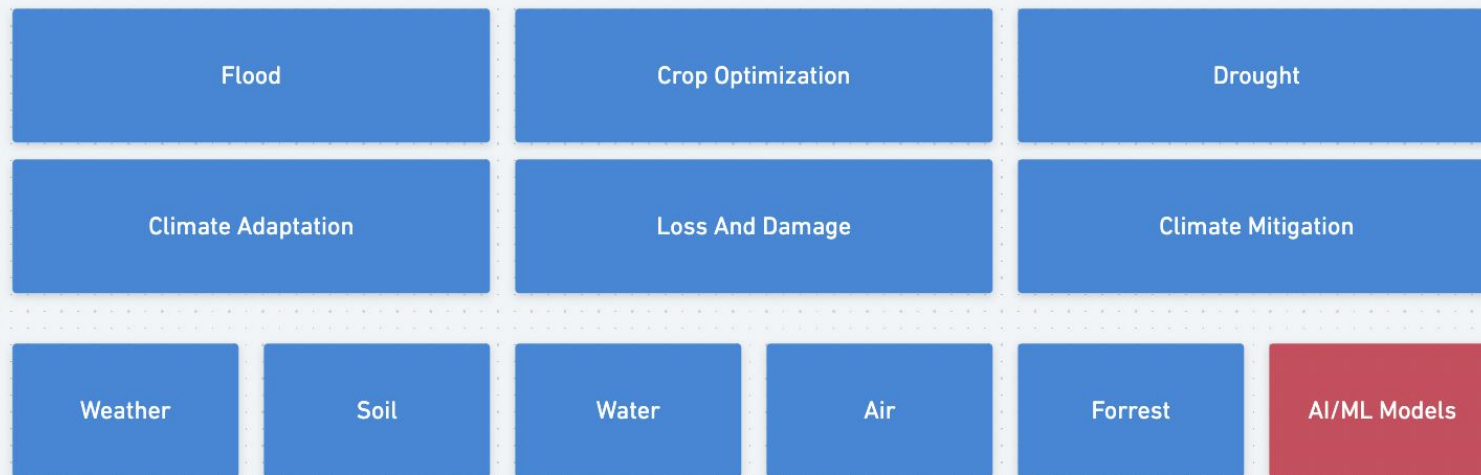 Flood
Crop Optimization
Drought
Climate Adaptation
Loss And Damage
Climate Mitigation
Weather
Soil
Water
Air
Forrest
AI/ML Models